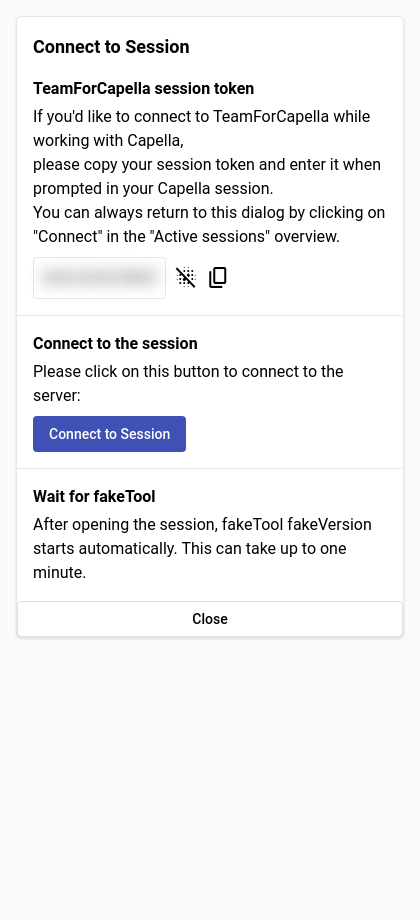 Connect to Session
TeamForCapella session token
If you'd like to connect to TeamForCapella while
working with Capella,
please copy your session token and enter it when
prompted in your Capella session.
You can always return to this dialog by clicking on
"Connect" in the "Active sessions" overview.
Connect to the session
Please click on this button to connect to the
server:
Connect to Session
Wait for fakeTool
After opening the session, fakeTool fakeVersion
starts automatically. This can take up to one
minute.
Close